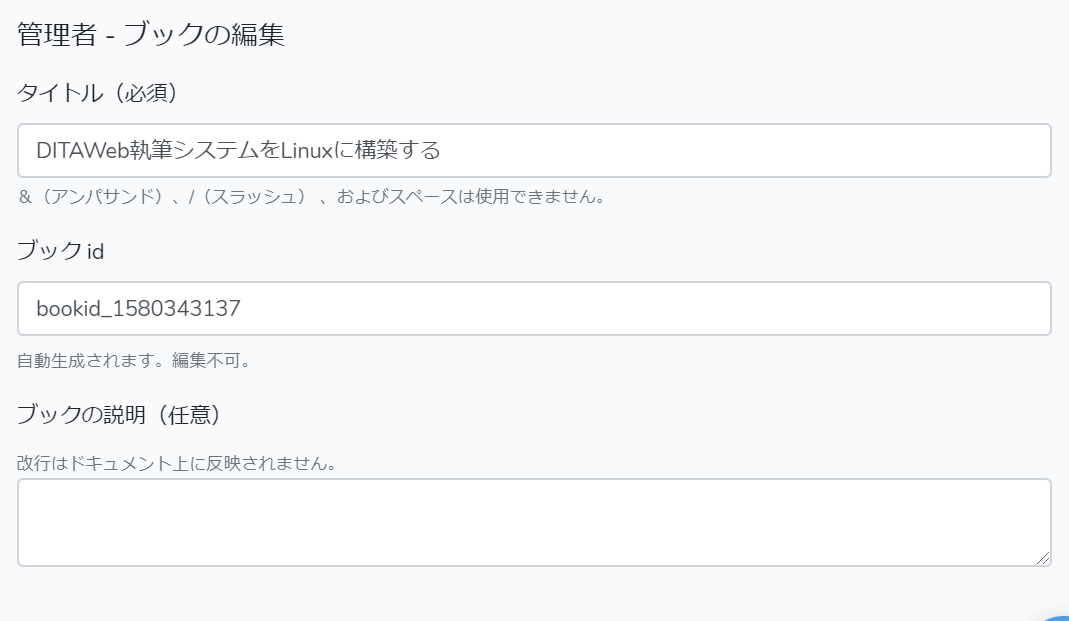 管理者 - ブックの編集
タイトル（必須）
DITAWeb執筆システムをLinuxに構築する
＆（アンパサンド）、/（スラッシュ） 、およびスペースは使用できません。
ブック id
bookid_1580343137
自動生成されます。編集不可。
ブックの説明（任意）
改行はドキュメント上に反映されません。